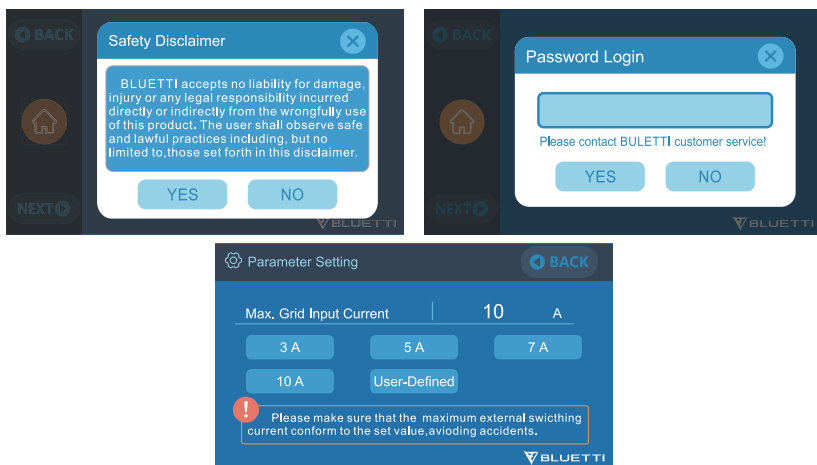 BACK
Safety Disclaimer
BLUETTI accepts no liability for damage,
injury or any legal responsibility incurred
directly or indirectly from the wrongfully use
of this product. The user shall observe safe
and lawful practices including, but no
limited to,those set forth in this disclaimer.
YES NO
NEXT
BLUETTI
BACK
Password Login
Please contact BULETTI customer service!
YES NO
NEXT
BLUETTI
Parameter Setting BACK
Max. Grid Input Current 10 A
3 A 5 A 7 A
10 A User-Defined
! Please make sure that the maximum external swicthing
current conform to the set value,avioding accidents.
BLUETTI